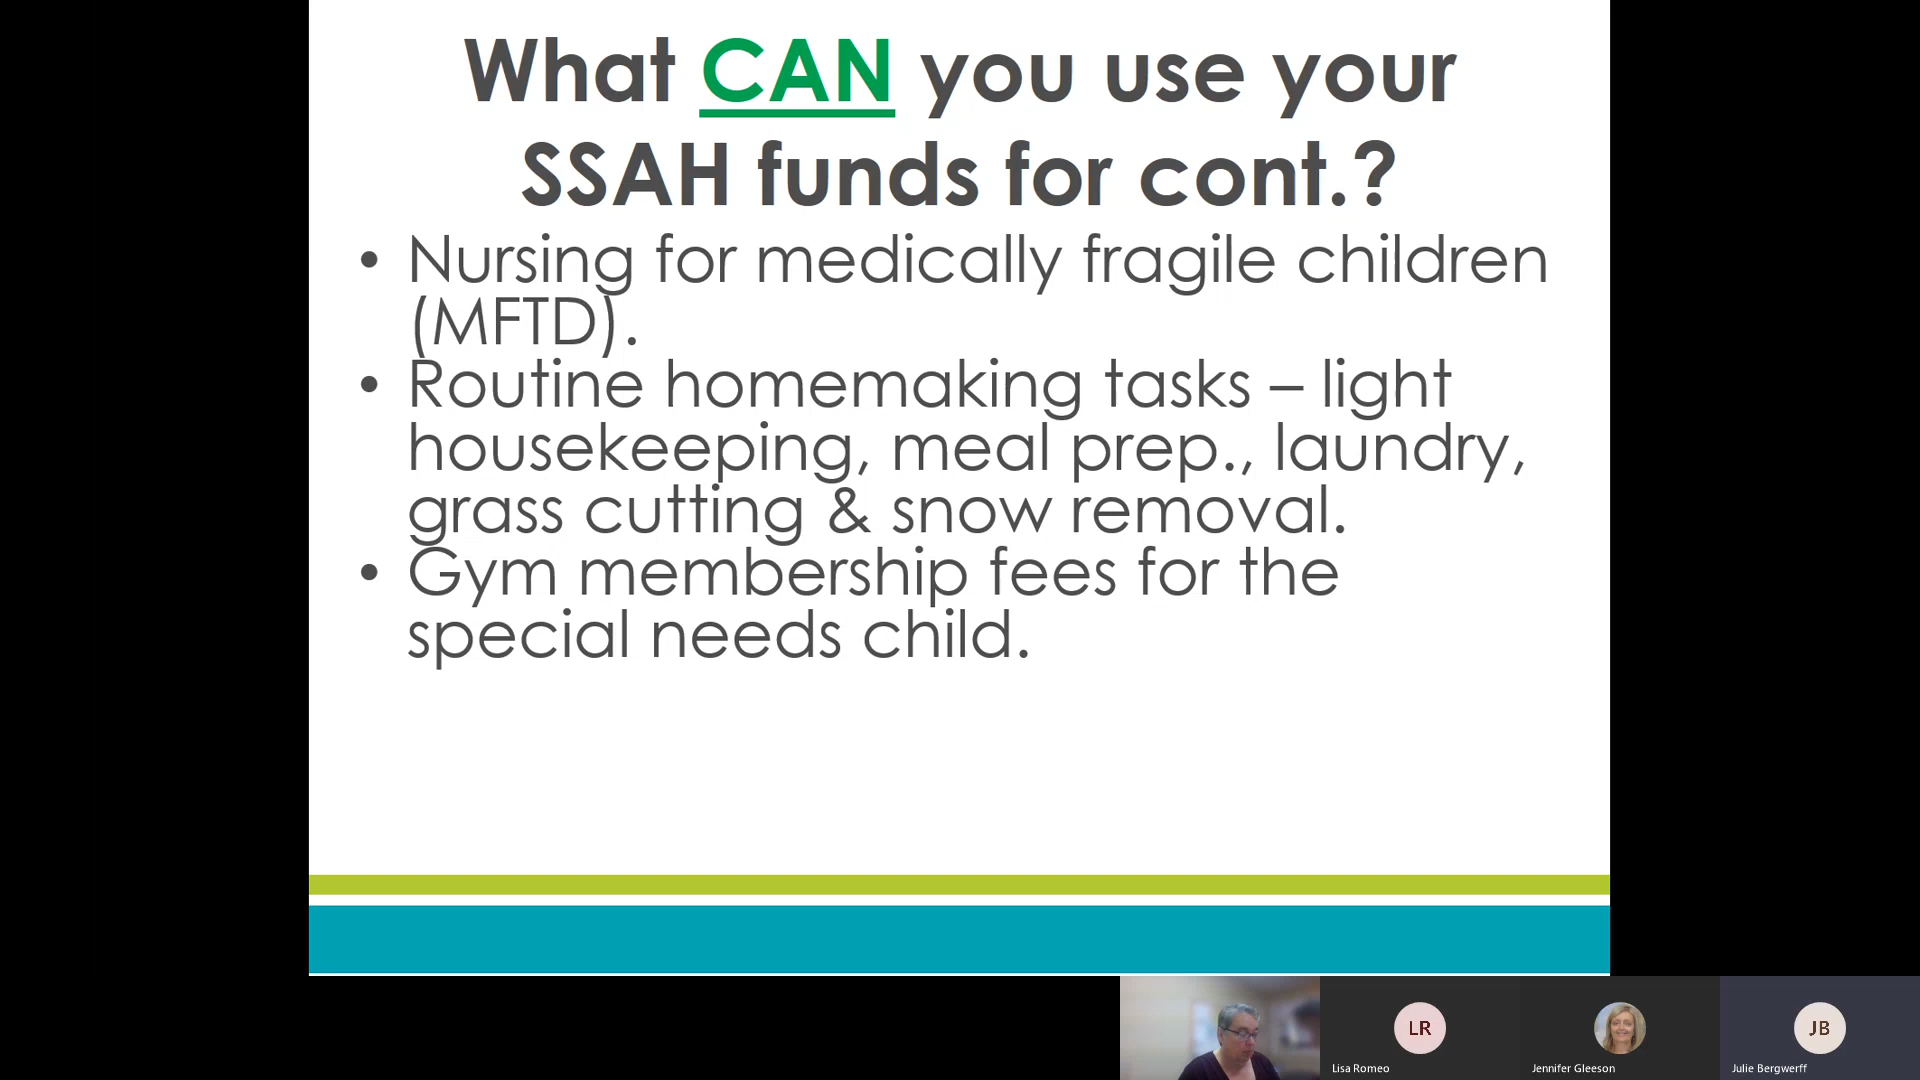 What CAN you use your
SSAH funds for cont.?
• Nursing for medically fragile children
(MFTD).
• Routine homemaking tasks – light
housekeeping, meal prep., laundry,
grass cutting & snow removal.
• Gym membership fees for the
special needs child.
LR
JB
Lisa Romeo
Jennifer Gleeson
Julie Bergwerff